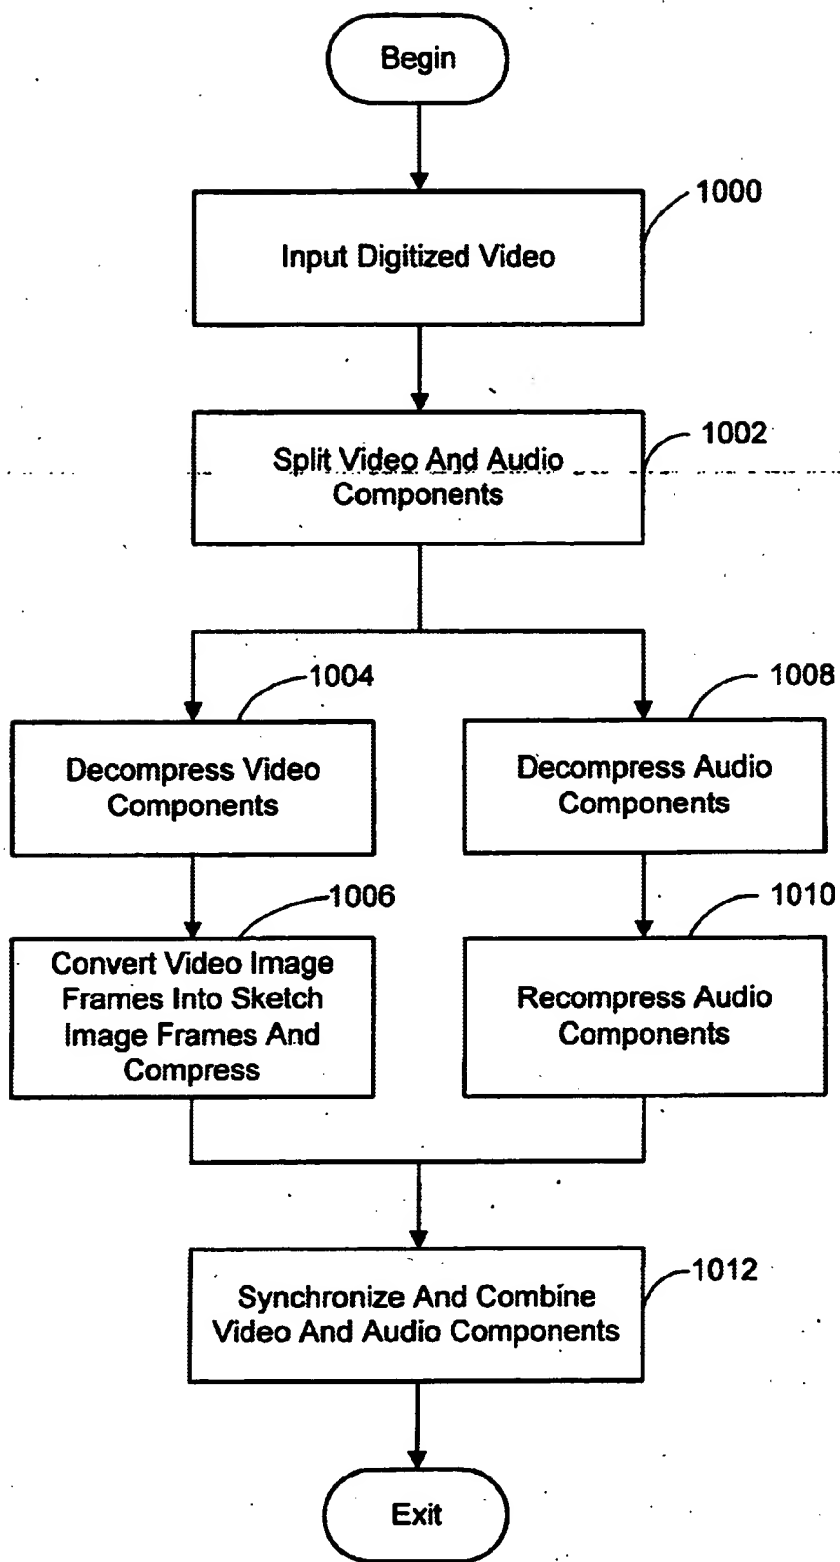 Begin
1000
Input Digitized Video
1002
Split Video And Audio
Components
1004
1008
Decompress Video
Components
Decompress Audio
Components
1006
1010
Convert Video Image
Frames Into Sketch
Image Frames And
Compress
Recompress Audio
Components
1012
Synchronize And Combine
Video And Audio Components
Exit